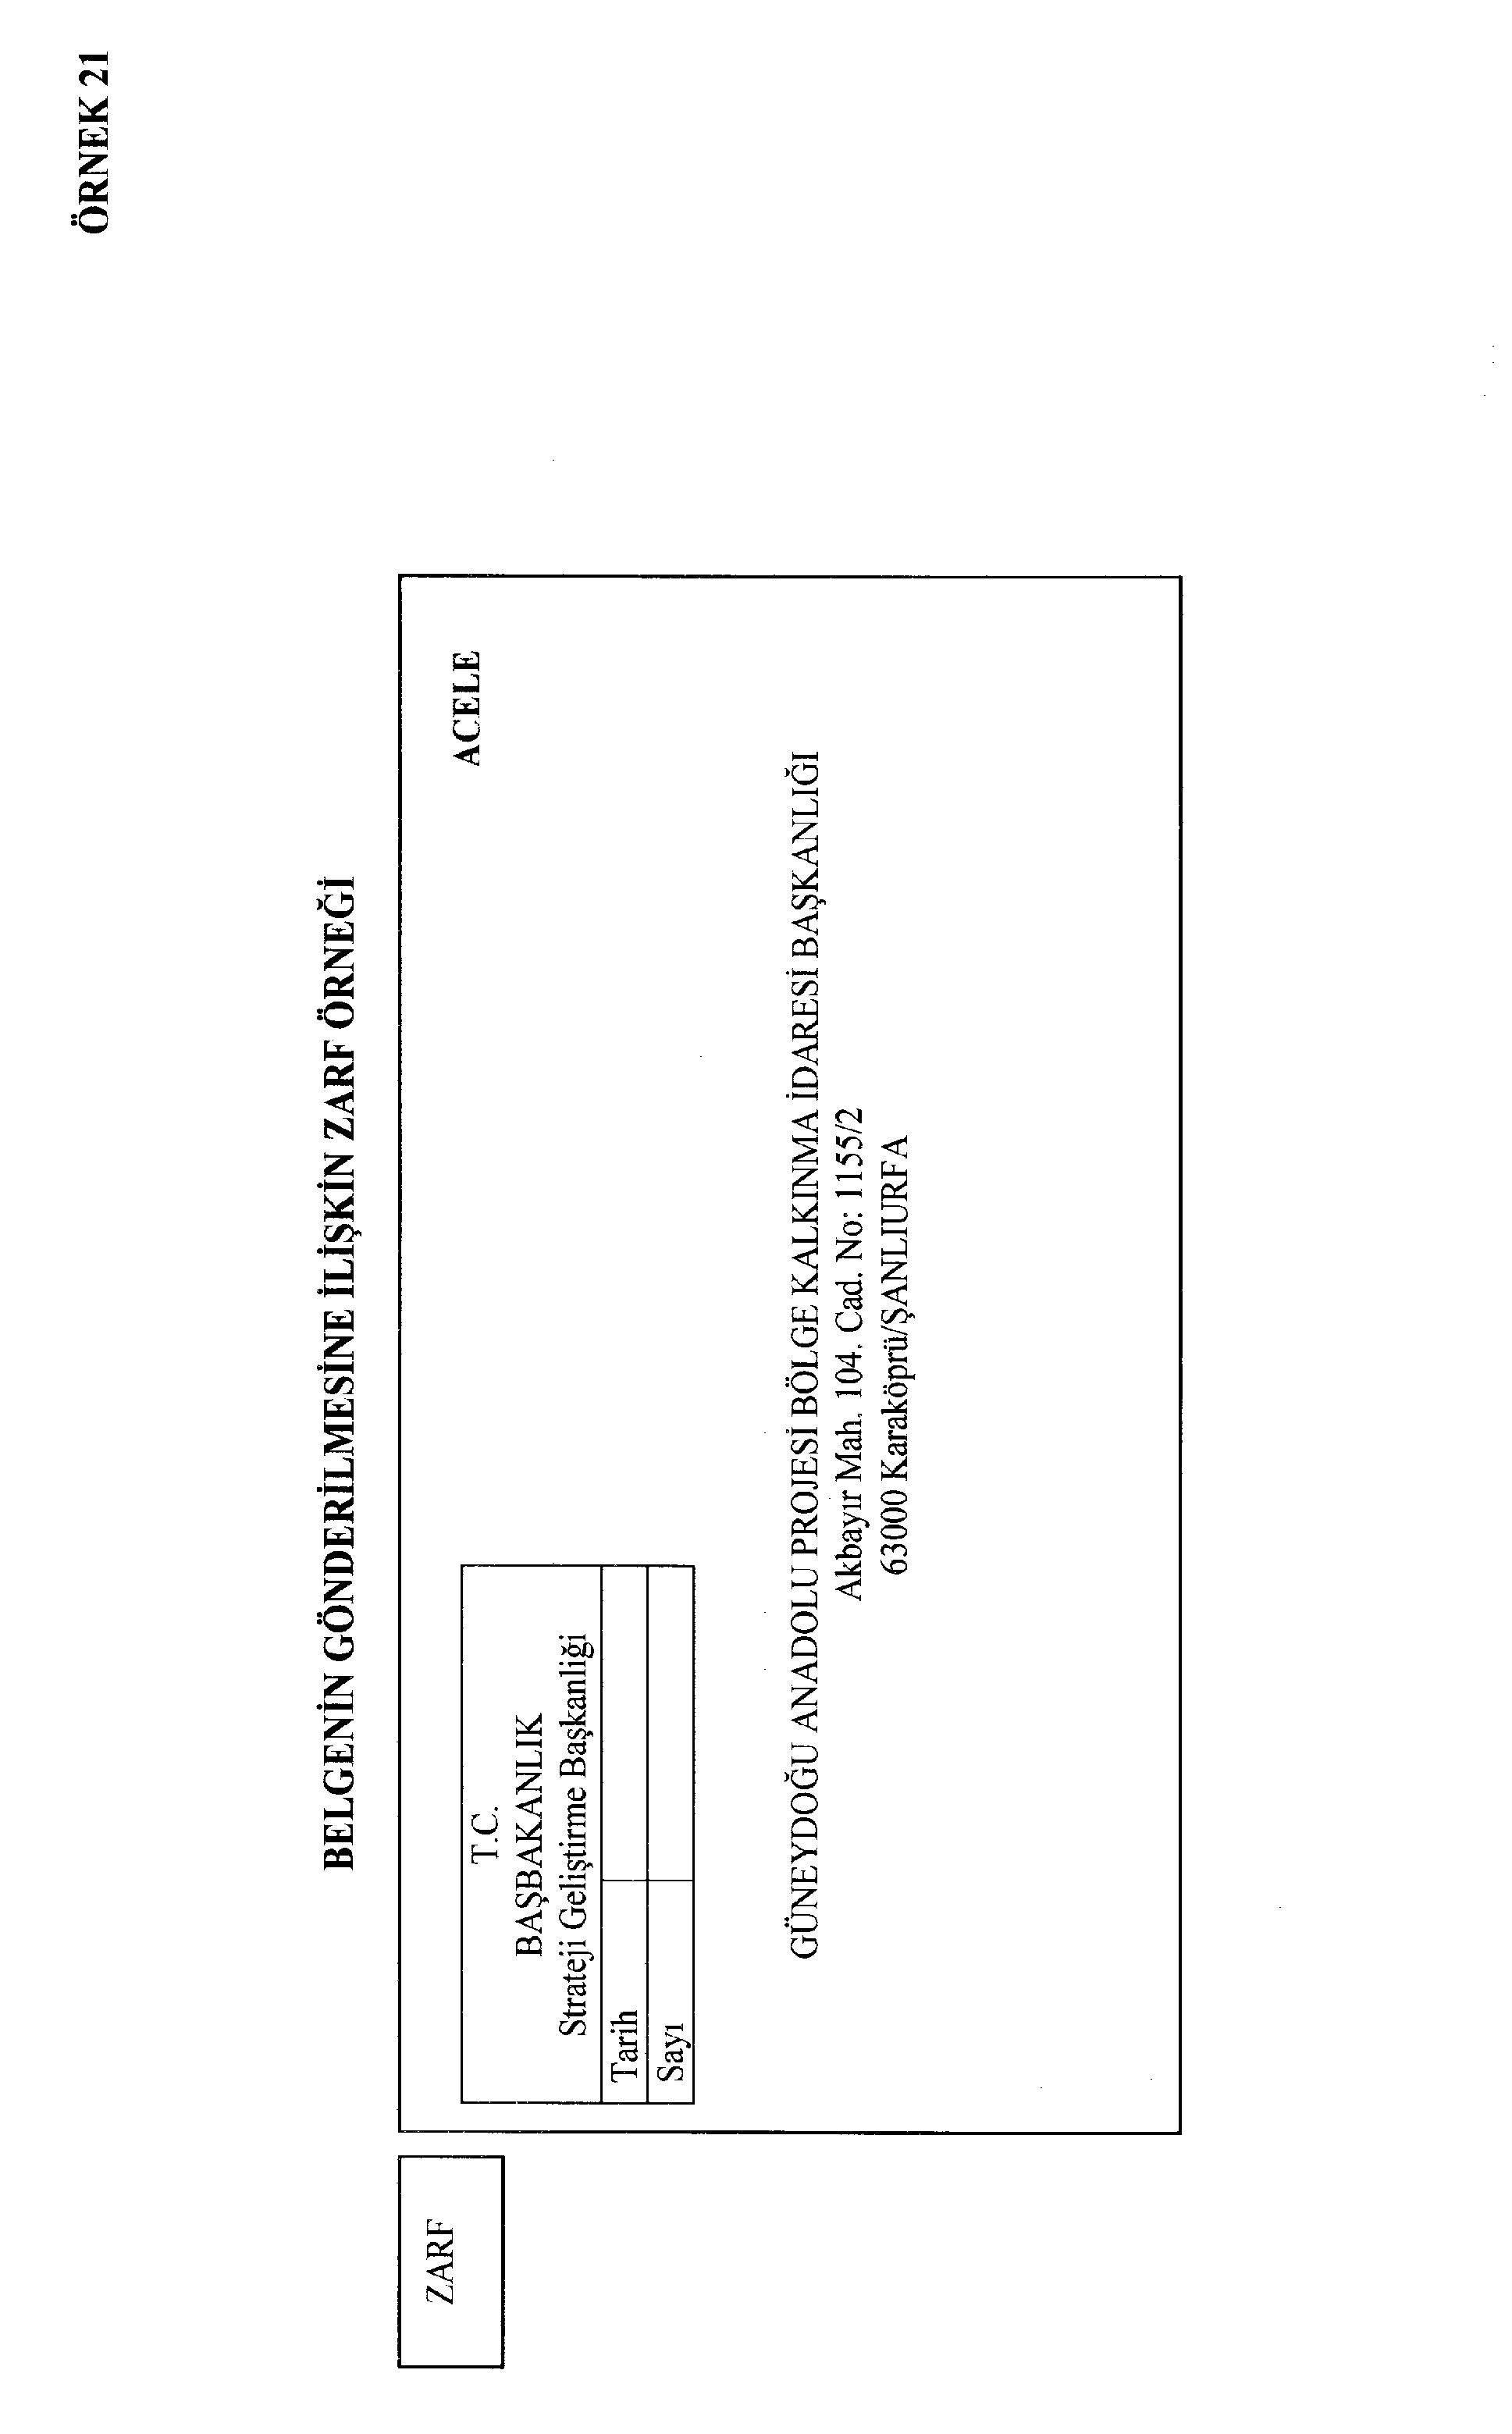 ÖRNEK 21
BELGENİN GÖNDERİLMESİNE İLİŞKİN ZARF ÖRNEĞİ
ZARF
ACELE
T.C.
BAŞBAKANLIK
Strateji Geliştirme Başkanlığı
Tarih
Sayı
GÜNEYDOĞU ANADOLU PROJESİ BÖLGE KALKINMA İDARESİ BAŞKANLIĞI
Akbayır Mah. 104. Cad. No: 1155/2
63000 Karaköprü/ŞANLIURFA